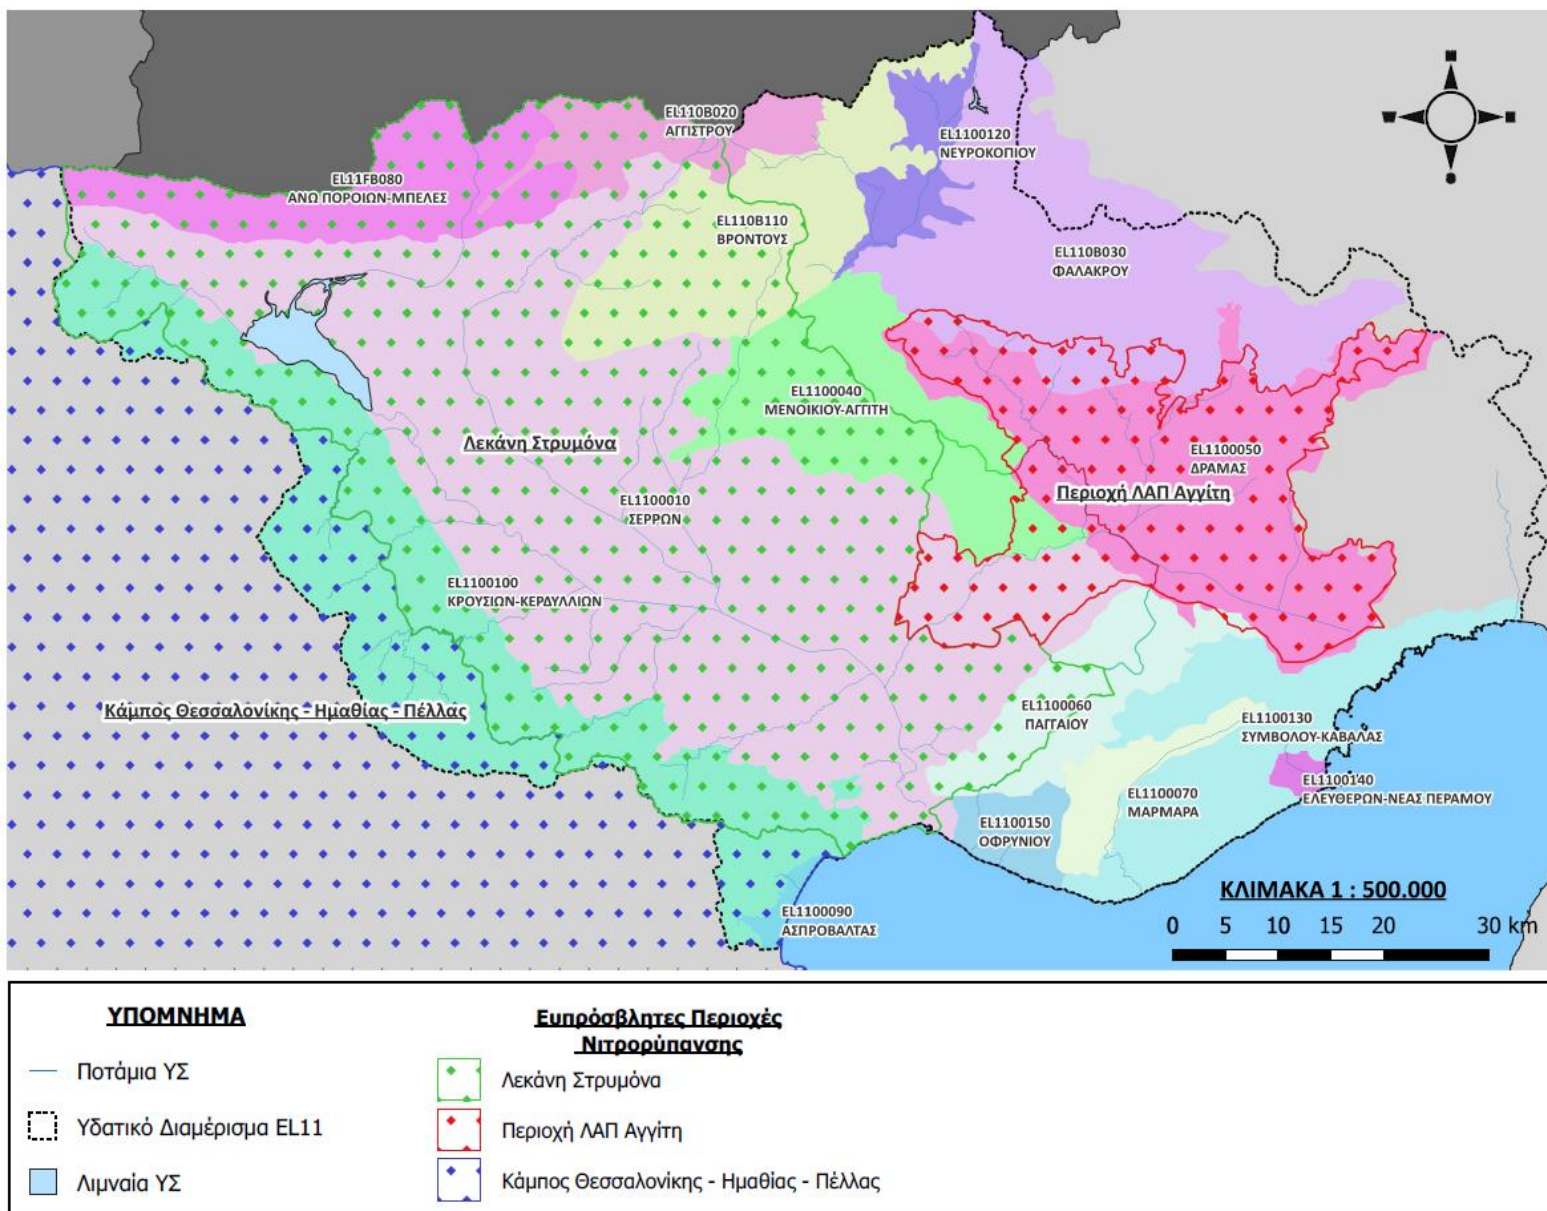 EL110B020
ΑΓΓΙΣΤΡΟΥ
EL1100120
ΝΕΥΡΟΚΟΠΙΟΥ
EL11FB080
ΑΝΩ ΠΟΡΟΙΩΝ-ΜΠΕΛΕΣ
EL110B110
ΒΡΟΝΤΟΥΣ
EL110B030
ΦΑΛΑΚΡΟΥ
EL1100040
ΜΕΝΟΙΚΙΟΥ-ΑΓΓΙΤΗ
Λεκάνη Στρυμόνα
EL1100050
ΔΡΑΜΑΣ
Περιοχή ΛΑΠ Αγγίτη
EL1100010
ΣΕΡΡΩΝ
EL1100100
ΚΡΟΥΣΙΩΝ-ΚΕΡΔΥΛΛΙΩΝ
Κάμπος Θεσσαλονίκης - Ημαθίας - Πέλλας
EL1100060
ΠΑΓΓΑΙΟΥ
EL1100130
ΣΥΜΒΟΛΟΥ-ΚΑΒΑΛΑΣ
EL1100140
ΕΛΕΥΘΕΡΩΝ-ΝΕΑΣ ΠΕΡΑΜΟΥ
EL1100070
ΜΑΡΜΑΡΑ
EL1100150
ΟΦΡΥΝΙΟΥ
EL1100090
ΑΣΠΡΟΒΑΛΤΑΣ
ΚΛΙΜΑΚΑ 1 : 500.000
0 5 10 15 20 30 km
ΥΠΟΜΝΗΜΑ
Ποτάμια ΥΣ
Υδατικό Διαμέρισμα EL11
Λιμναία ΥΣ
Ευπρόσβλητες Περιοχές
Νιτρορύπανσης
Λεκάνη Στρυμόνα
Περιοχή ΛΑΠ Αγγίτη
Κάμπος Θεσσαλονίκης - Ημαθίας - Πέλλας